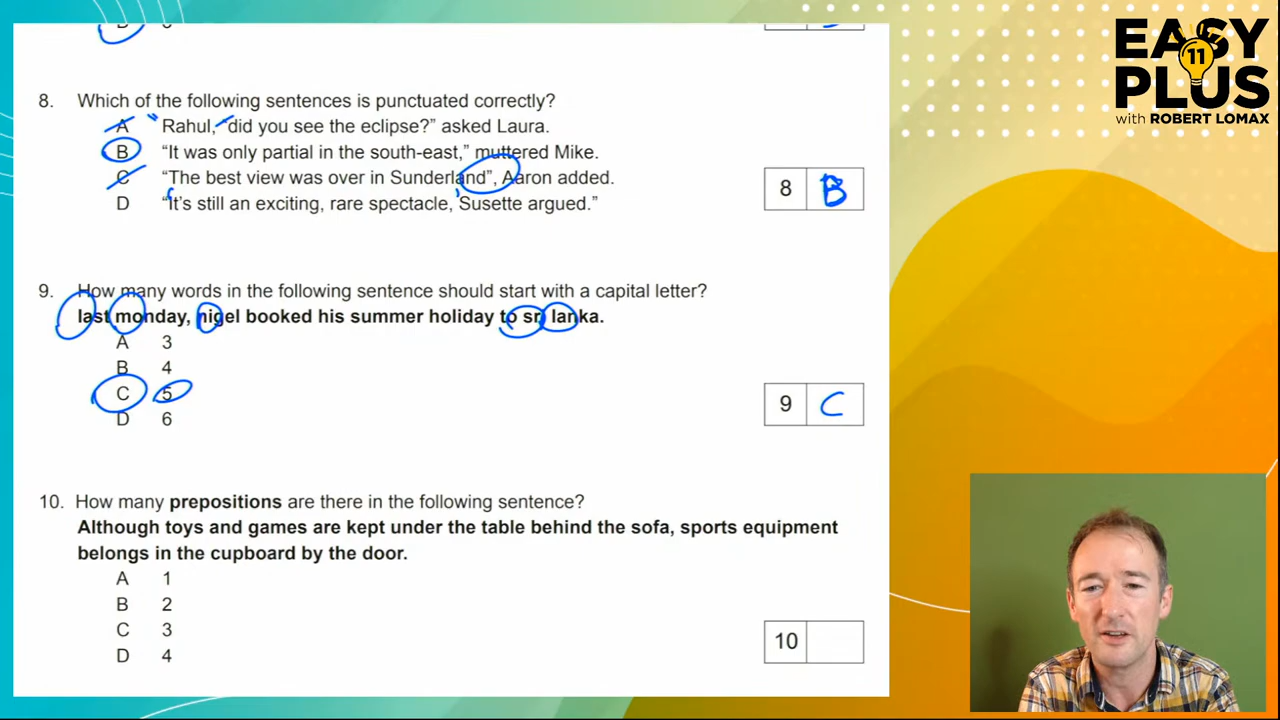 EASY
11
PLUS
with ROBERT LOMAX
8. Which of the following sentences is punctuated correctly?
A "Rahul, "did you see the eclipse?" asked Laura.
B "It was only partial in the south-east," muttered Mike.
C "The best view was over in Sunderland", Aaron added.
D "It's still an exciting, rare spectacle, 'Susette argued."
8 B
9. How many words in the following sentence should start with a capital letter?
last monday, nigel booked his summer holiday to sri lanka.
A 3
B 4
C 5
D 6
9 C
10. How many prepositions are there in the following sentence?
Although toys and games are kept under the table behind the sofa, sports equipment
belongs in the cupboard by the door.
A 1
B 2
C 3
D 4
10